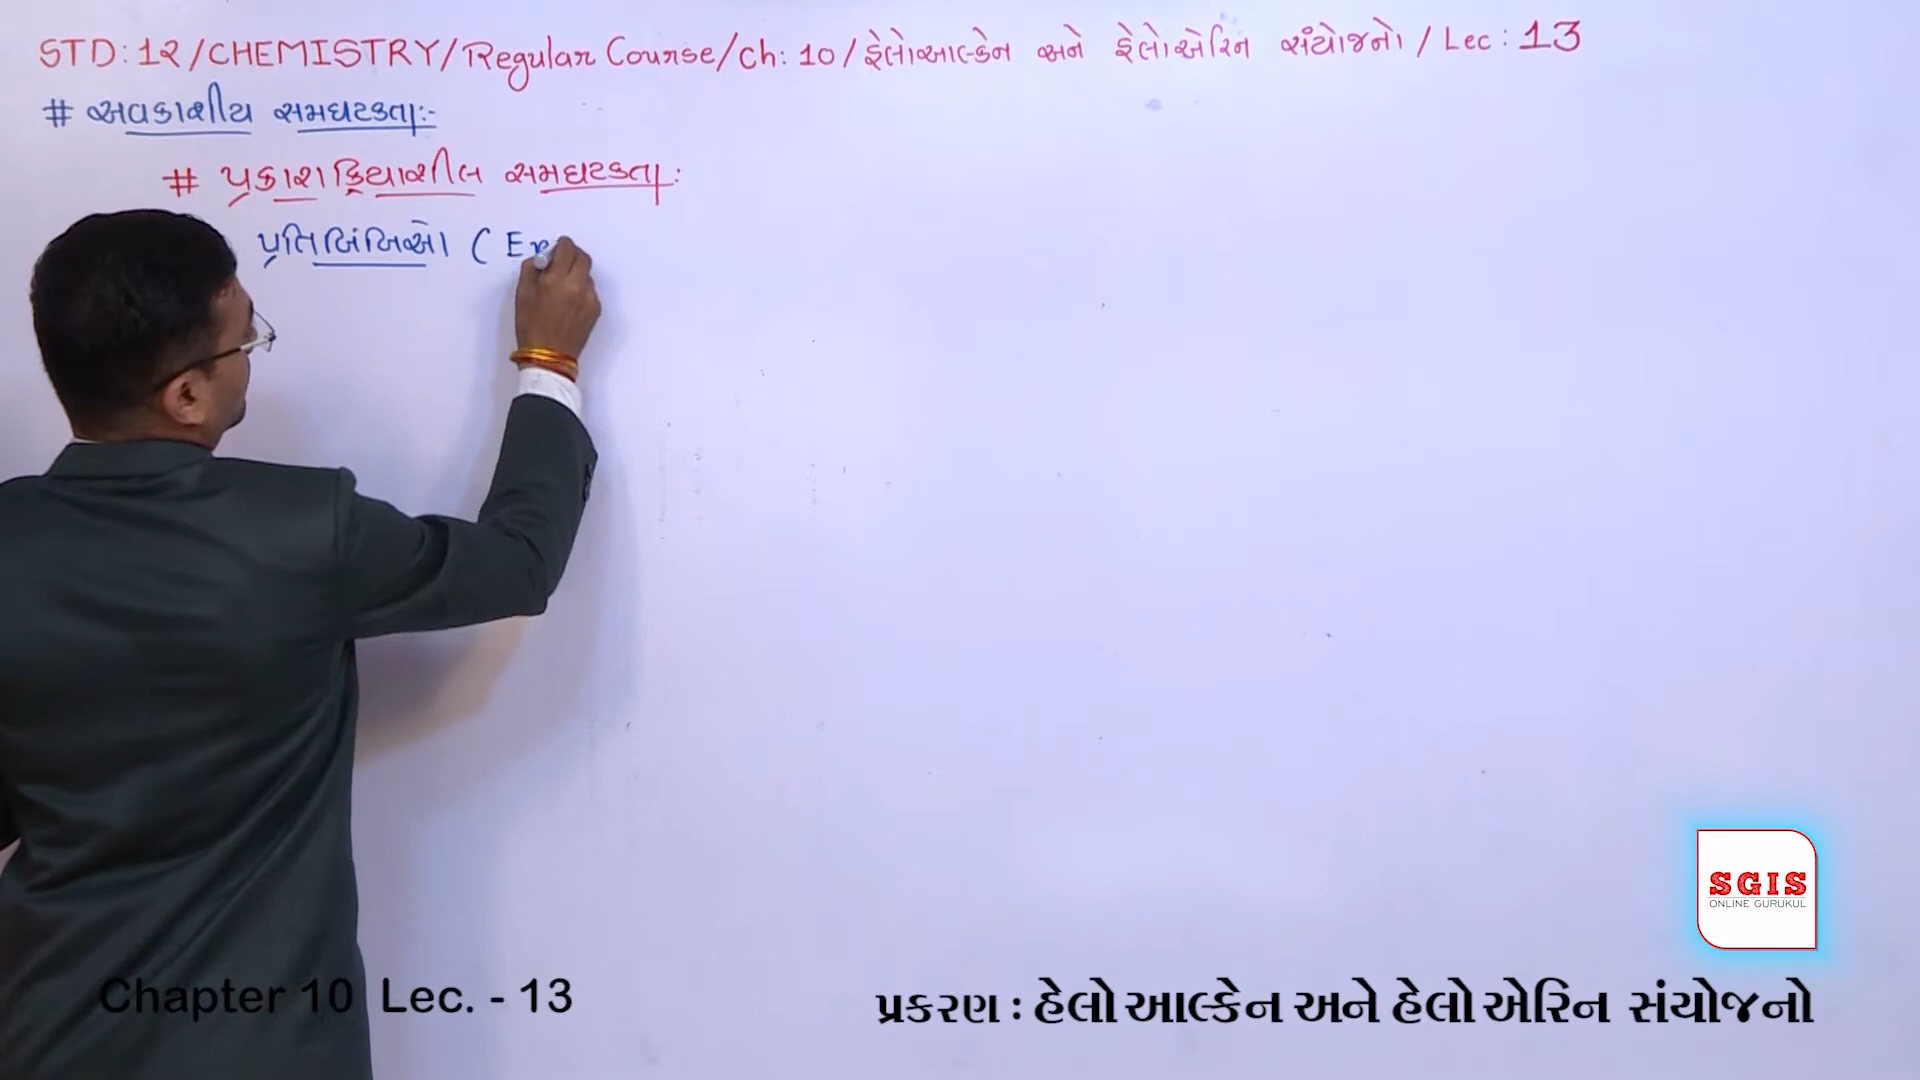 STD: 12/CHEMISTRY/Regular Course/Ch: 10/હેલોઆલ્કેન અને હેલોએરિન સંયોજનો / Lec: 13
# અવકાશીય સમઘટકતા:-
# પ્રકાશક્રિયાશીલ સમઘટકતા:
પ્રતિબિંબિઓ (
SGIS
ONLINE GURUKUL
Chapter 10 Lec. - 13
પ્રકરણ : હેલોઆલ્કેન અને હેલોએરિન સંયોજનો